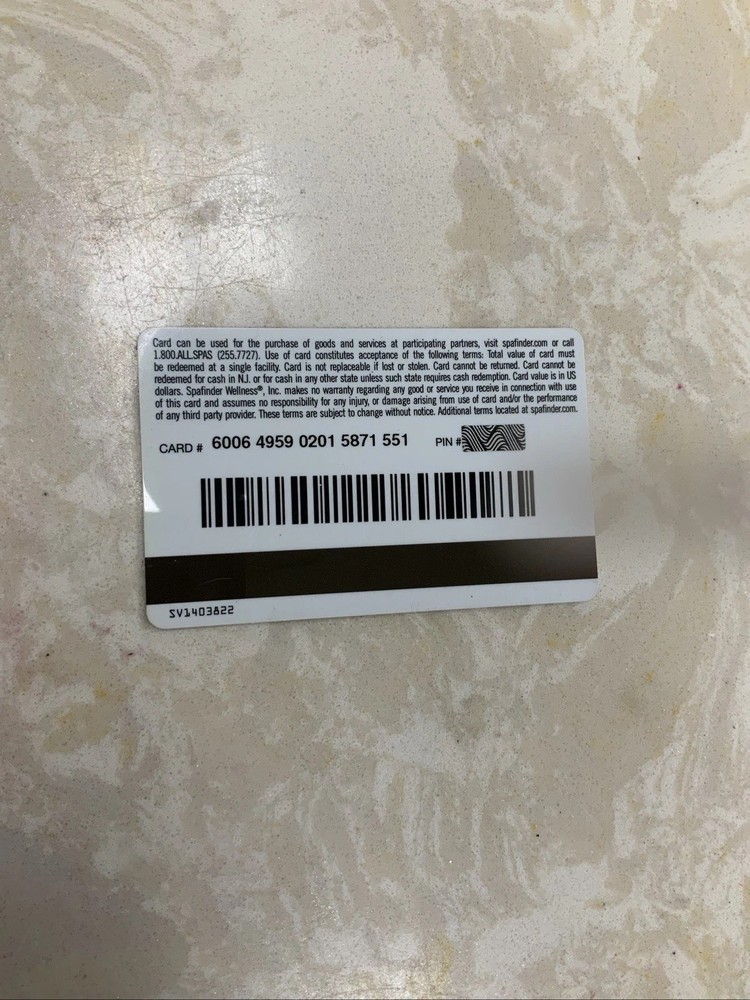 Card can be used for the purchase of goods and services at participating partners, visit spafinder.com or call
1.800.ALL.SPAS (255.7727). Use of card constitutes acceptance of the following terms: Total value of card must
be redeemed at a single facility. Card is not replaceable if lost or stolen. Card cannot be returned. Card cannot be
redeemed for cash in NJ. or for cash in any other state unless such state requires cash redemption. Card value is in US
dollars. Spafinder Wellness®, Inc. makes no warranty regarding any good or service you receive in connection with use
of this card and assumes no responsibility for any injury, or damage arising from use of card and/or the performance
of any third party provider. These terms are subject to change without notice. Additional terms located at spafinder.com.
CARD # 6006 4959 0201 5871 551 PIN #
SV1403822